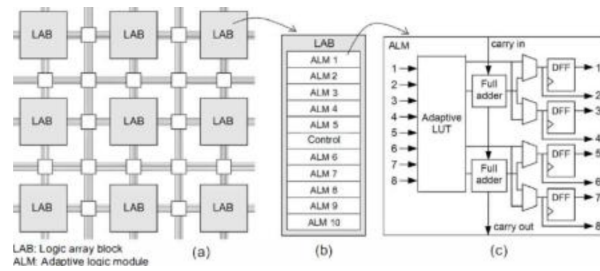 LAB
LAB
LAB
LAB
LAB
LAB
LAB
LAB
LAB
LAB: Logic array block
ALM: Adaptive logic module
(a)
LAB
ALM 1
ALM 2
ALM 3
ALM 4
ALM 5
Control
ALM 6
ALM 7
ALM 8
ALM 9
ALM 10
(b)
ALM
carry in
1
2
3
4
5
6
7
8
Adaptive
LUT
Full
adder
Full
adder
DFF
DFF
DFF
DFF
1
2
3
4
5
6
7
8
carry out
(c)